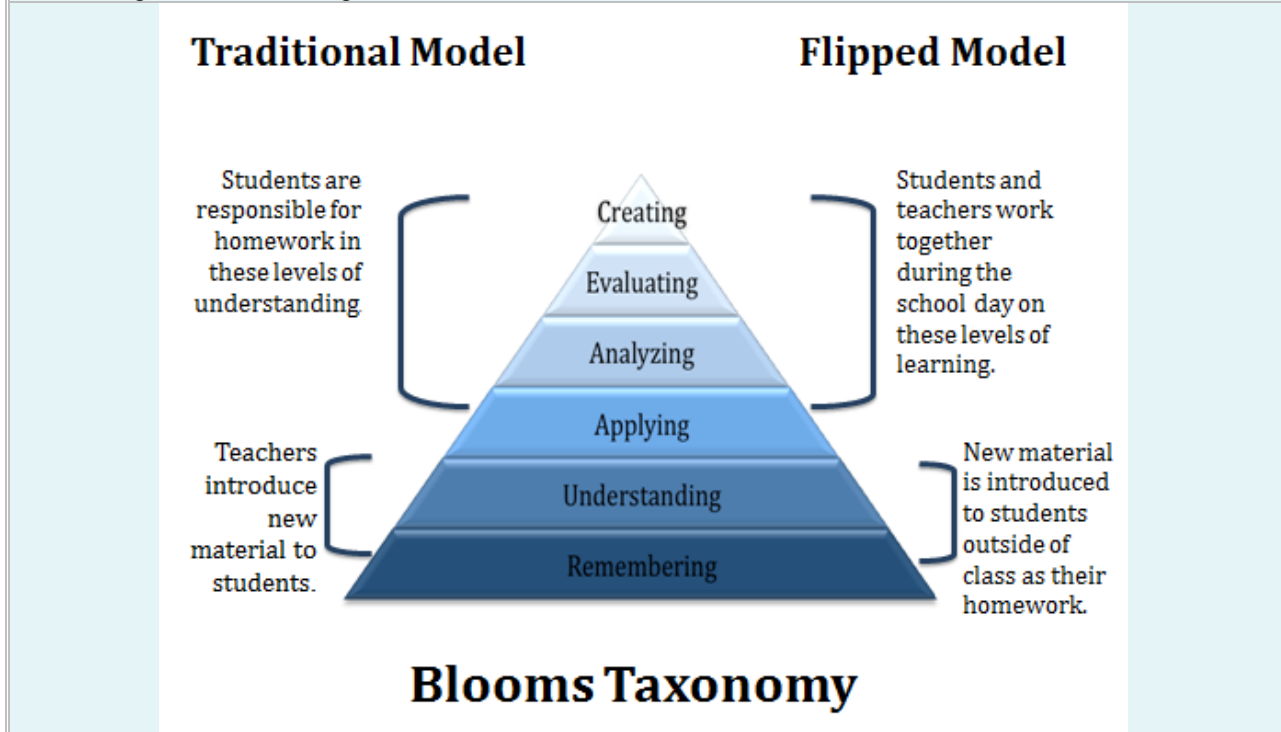 Traditional Model
Flipped Model
Students are
responsible for
homework in
these levels of
understanding.
Teachers
introduce
new
material to
students.
Creating
Evaluating
Analyzing
Applying
Understanding
Remembering
Students and
teachers work
together
during the
school day on
these levels of
learning.
New material
is introduced
to students
outside of
class as their
homework.
Blooms Taxonomy